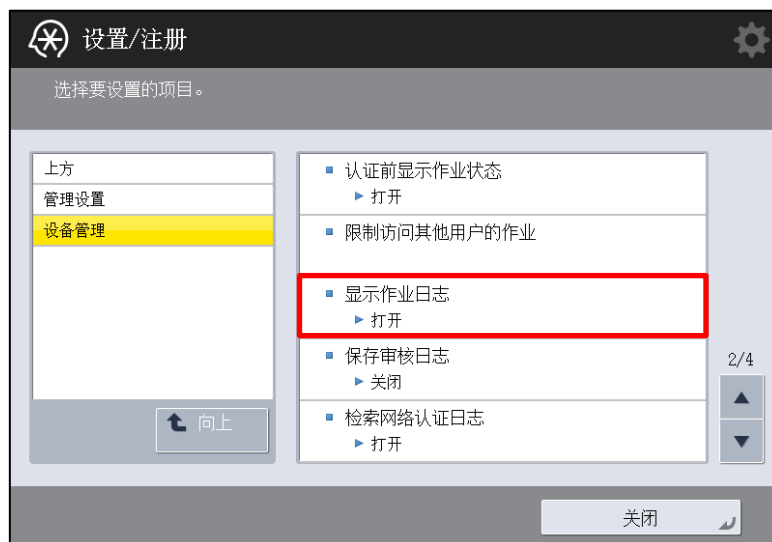 设置/注册
选择要设置的项目。
上方
管理设置
设备管理
向上
认证前显示作业状态
打开
限制访问其他用户的作业
显示作业日志
打开
保存审核日志
关闭
检索网络认证日志
打开
2/4
关闭